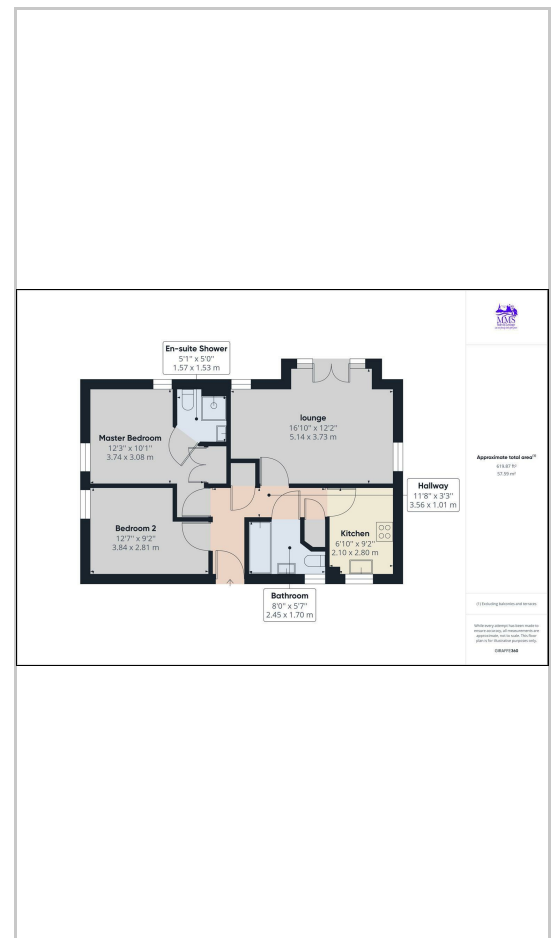 En-suite Shower
5'1" x 5'0"
1.57 x 1.53 m
lounge
16'10" x 12'2"
5.14 x 3.73 m
Master Bedroom
12'3" x 10'1"
3.74 x 3.08 m
Hallway
11'8" x 3'3"
3.56 x 1.01 m
Bedroom 2
12'7" x 9'2"
3.84 x 2.81 m
Kitchen
6'10" x 9'2"
2.10 x 2.80 m
Bathroom
8'0" x 5'7"
2.45 x 1.70 m
MMS
Approximate total area(1)
619.87 ft²
57.59 m²
(1) Excluding balconies and terraces
While every attempt has been made to
ensure accuracy, all measurements are
approximate, not to scale. This floor
plan is for illustrative purposes only.
GIRAFFE360